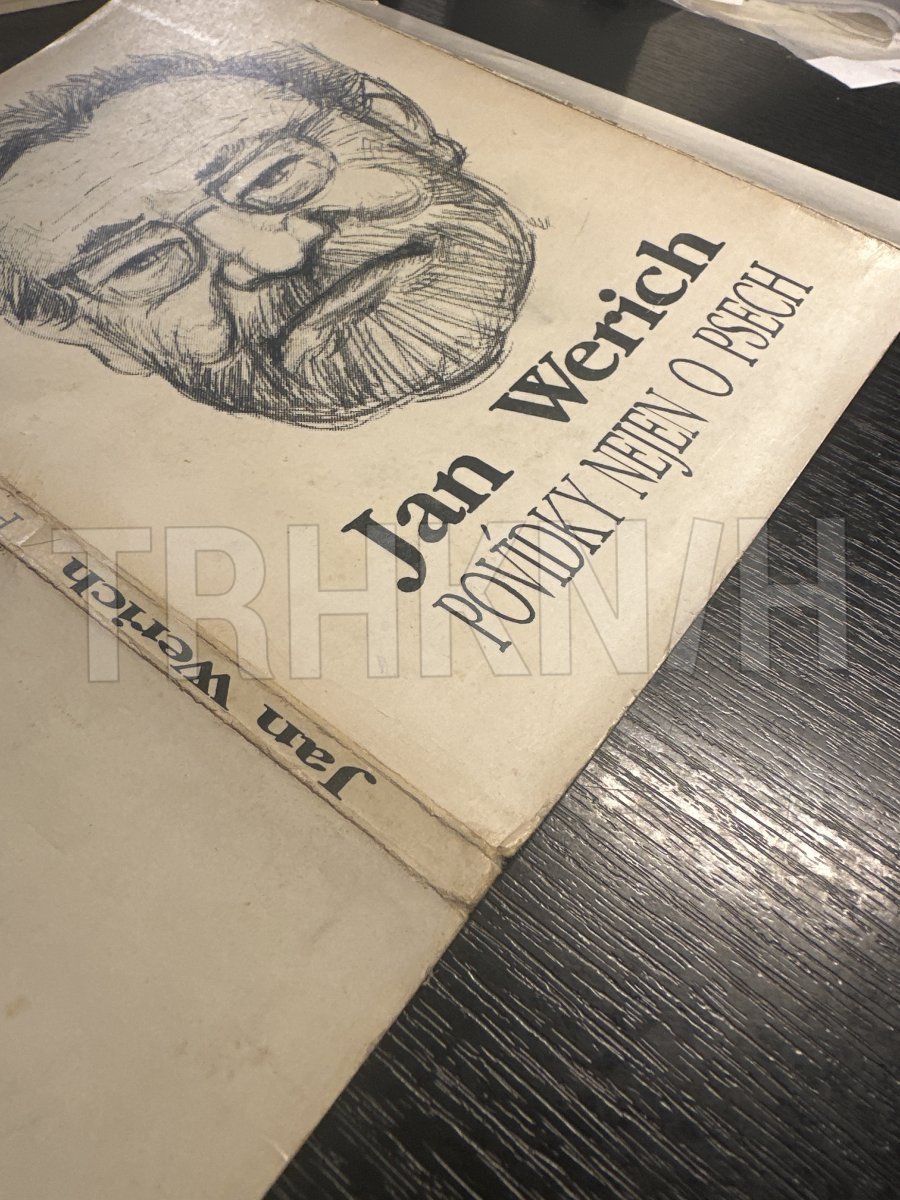 Jan Werich
POVÍDKY NEJEN O PSECH
Jan Werich P
TRHKNIH